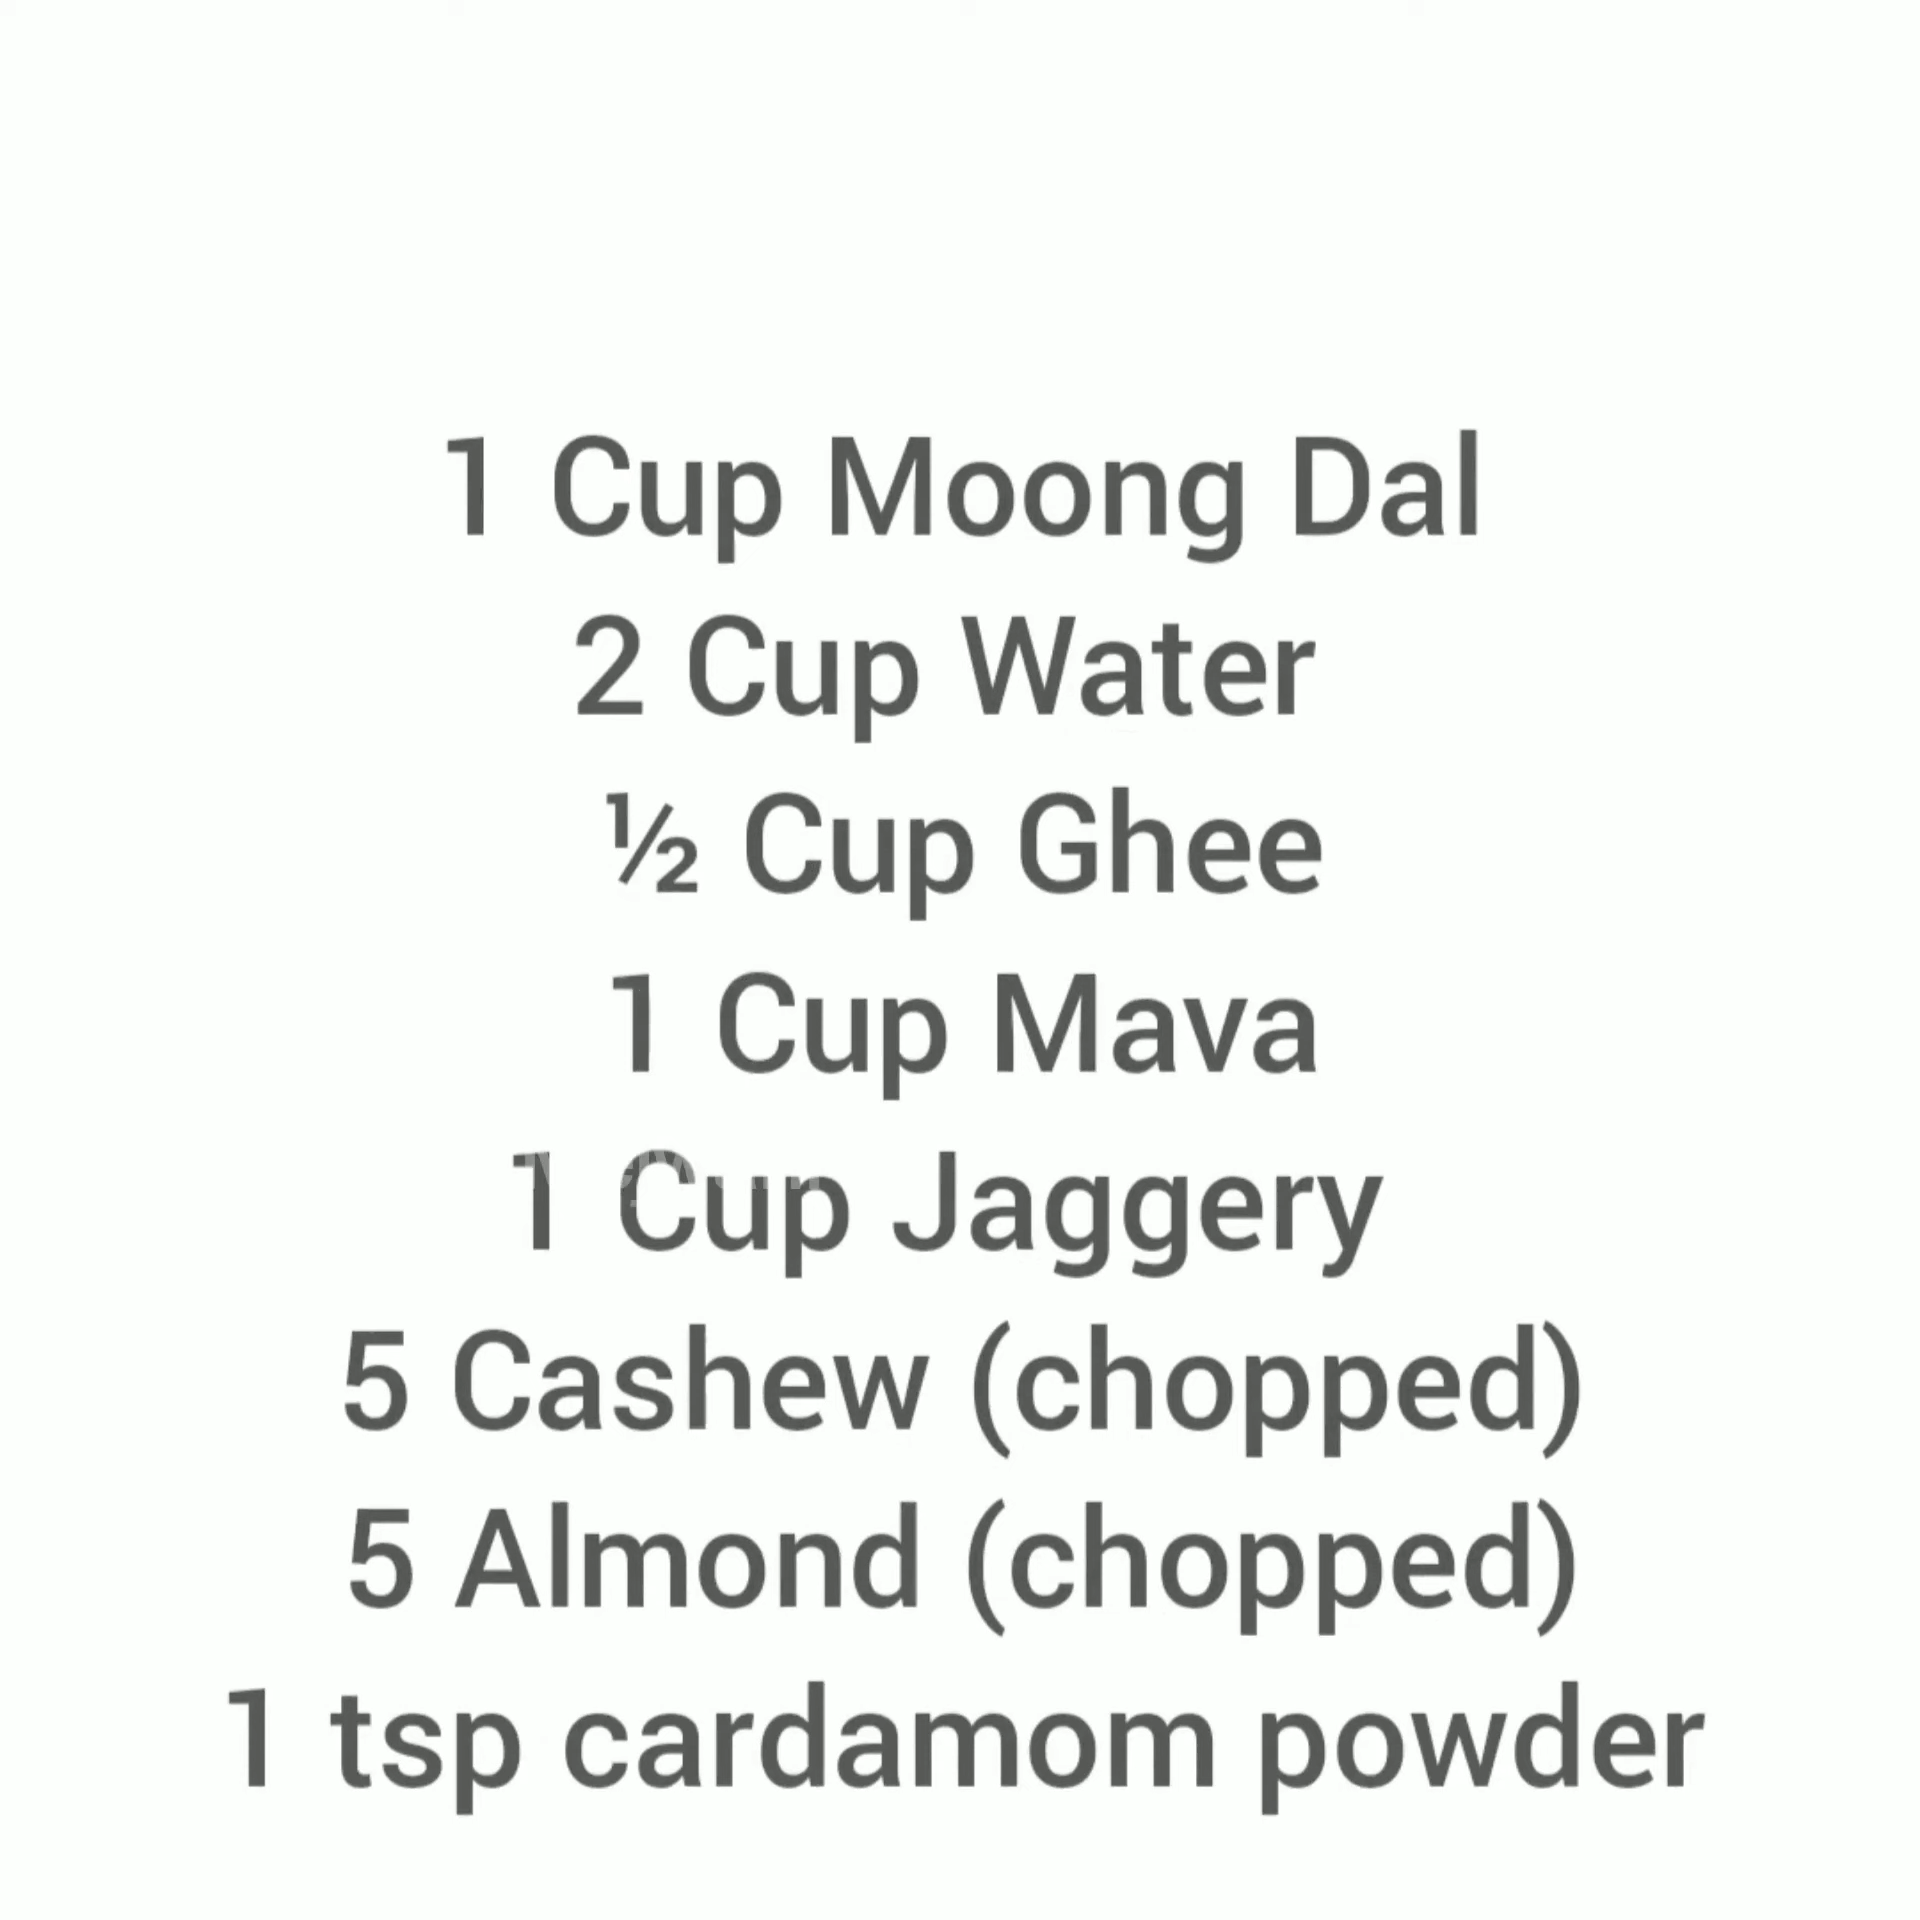 1 Cup Moong Dal
2 Cup Water
½ Cup Ghee
1 Cup Mava
1 Cup Jaggery
5 Cashew (chopped)
5 Almond (chopped)
1 tsp cardamom powder